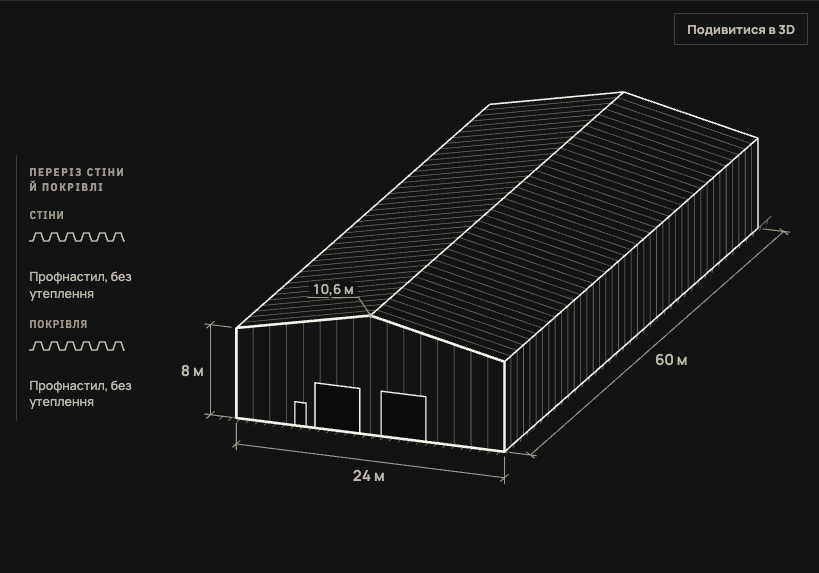 Подивитися в 3D
ПЕРЕРІЗ СТІНИ
Й ПОКРІВЛІ
СТІНИ
Профнастил, без
утеплення
ПОКРІВЛЯ
Профнастил, без
утеплення
10,6 м
8 м
60 м
24 м